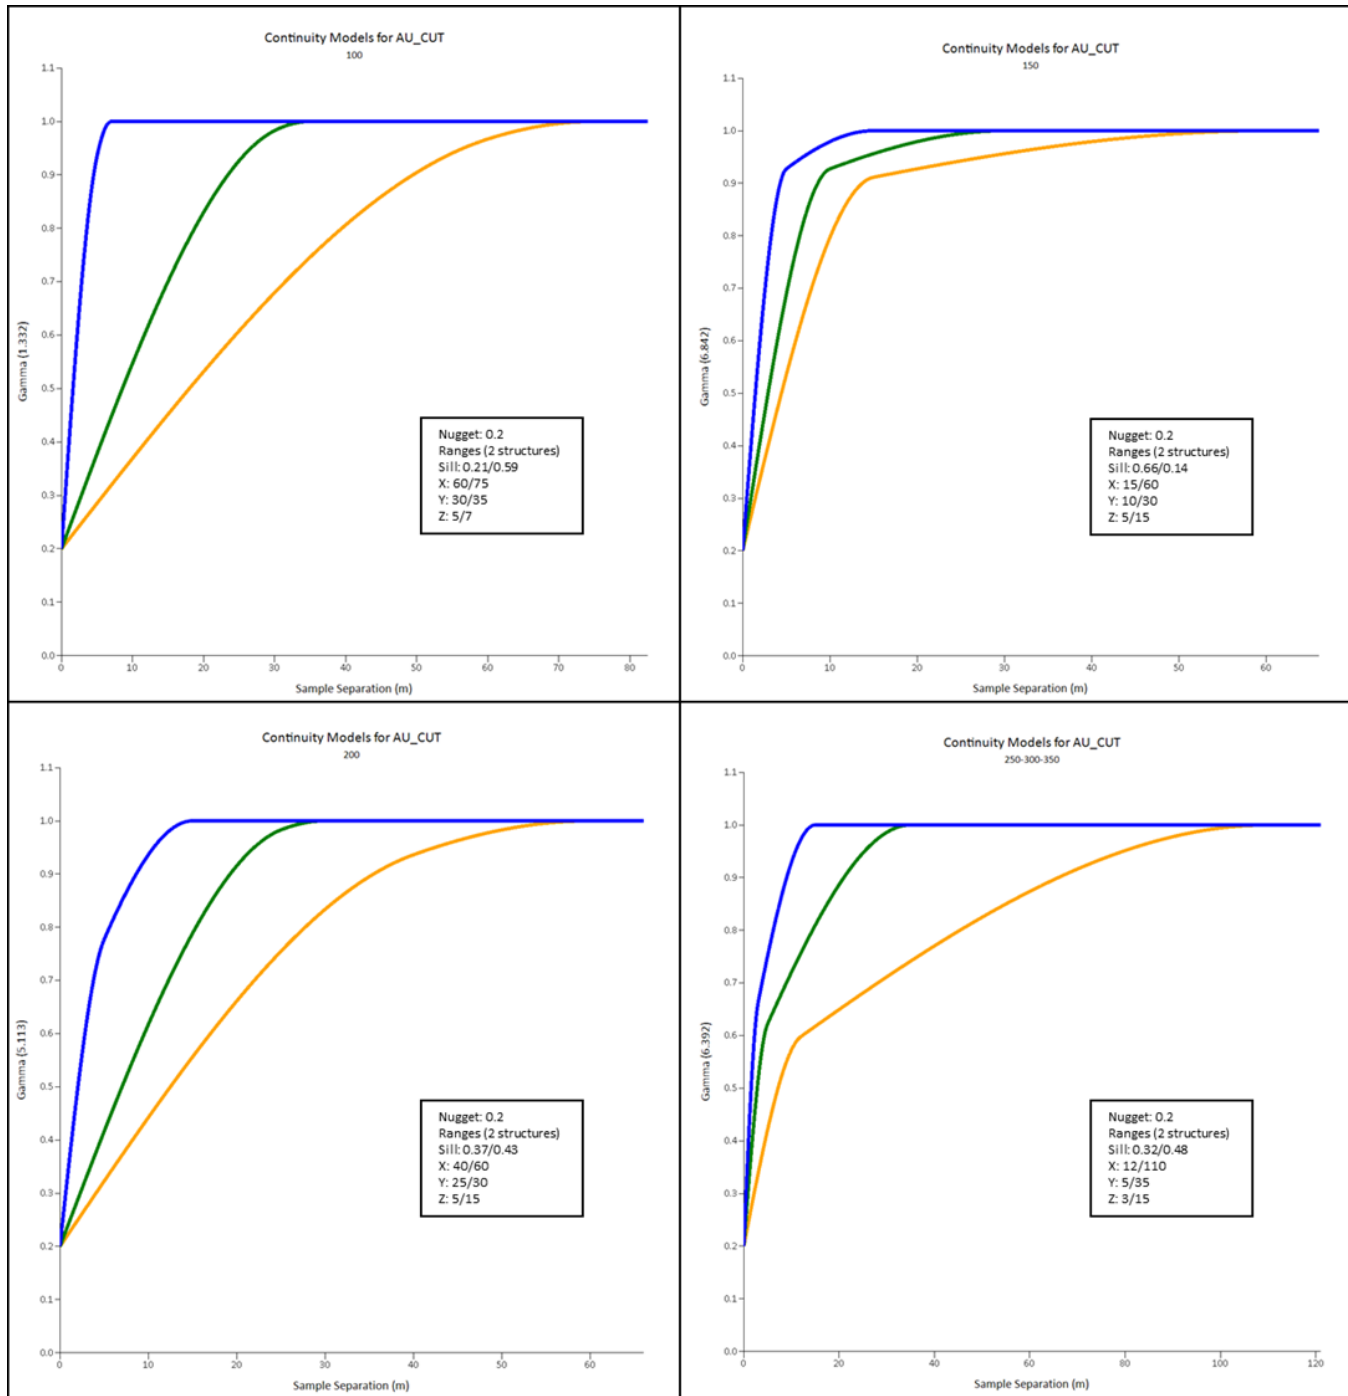 Continuity Models for AU_CUT
100
1.1
1.0
0.9
0.8
0.7
0.6
0.5
0.4
0.3
0.2
0.1
0.0
Gamma (1.332)
Nugget: 0.2
Ranges (2 structures)
Sill: 0.21/0.59
X: 60/75
Y: 30/35
Z: 5/7
0 10 20 30 40 50 60 70 80
Sample Separation (m)
Continuity Models for AU_CUT
150
1.1
1.0
0.9
0.8
0.7
0.6
0.5
0.4
0.3
0.2
0.1
0.0
Gamma (6.842)
Nugget: 0.2
Ranges (2 structures)
Sill: 0.66/0.14
X: 15/60
Y: 10/30
Z: 5/15
0 10 20 30 40 50 60
Sample Separation (m)
Continuity Models for AU_CUT
200
1.1
1.0
0.9
0.8
0.7
0.6
0.5
0.4
0.3
0.2
0.1
0.0
Gamma (5.113)
Nugget: 0.2
Ranges (2 structures)
Sill: 0.37/0.43
X: 40/60
Y: 25/30
Z: 5/15
0 10 20 30 40 50 60
Sample Separation (m)
Continuity Models for AU_CUT
250-300-350
1.1
1.0
0.9
0.8
0.7
0.6
0.5
0.4
0.3
0.2
0.1
0.0
Gamma (6.392)
Nugget: 0.2
Ranges (2 structures)
Sill: 0.32/0.48
X: 12/110
Y: 5/35
Z: 3/15
0 20 40 60 80 100 120
Sample Separation (m)